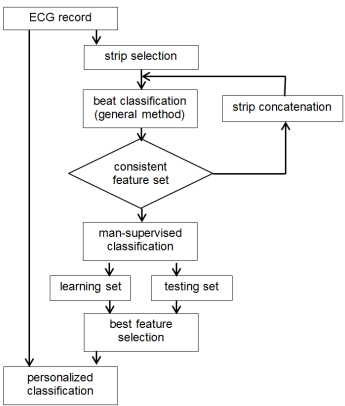 ECG record
strip selection
beat classification
(general method)
strip concatenation
consistent
feature set
man-supervised
classification
learning set
testing set
best feature
selection
personalized
classification